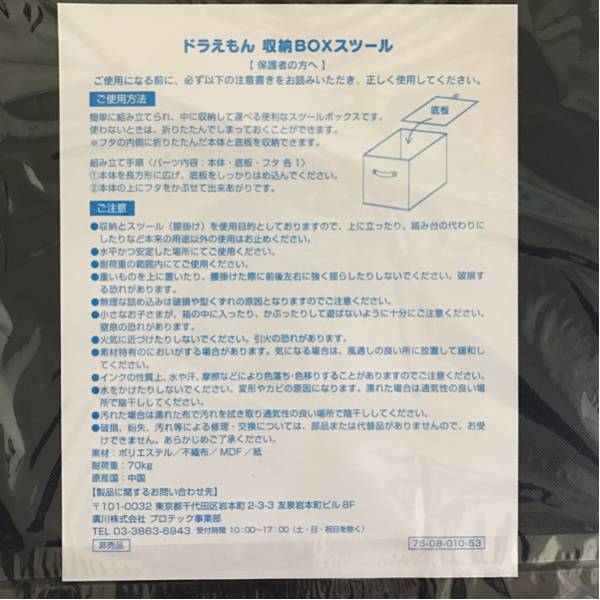 ドラえもん 収納BOXスツール
【 保護者の方へ 】
ご使用になる前に、必ず以下の注意書きをお読みいただき、正しく使用してください。
ご使用方法
簡単に組み立てられ、中に収納して運べる便利なスツールボックスです。
使わないときは、折りたたんでしまっておくことができます。
※フタの内側に折りたたんだ本体と底板を収納できます。
底板
組み立て手順〈パーツ内容：本体・底板・フタ 各1〉
①本体を長方形に広げ、底板をしっかりはめ込んでください。
②本体の上にフタをかぶせて出来あがりです。
ご注意
●収納とスツール（腰掛け）を使用目的としておりますので、上に立ったり、踏み台の代わりに
したりなど本来の用途以外の使用はお止めください。
●水平かつ安定した場所にてご使用ください。
●耐荷重の範囲内にてご使用ください。
●重いものを上に置いたり、腰掛けた際に前後左右に強く揺らしたりしないでください。破損す
る恐れがあります。
●無理な詰め込みは破損や型くずれの原因となりますのでご注意ください。
●小さなお子さまが、箱の中に入ったり、かぶったりして遊ばないように十分にご注意ください。
窒息の恐れがあります。
●火気に近づけたりしないでください。引火の恐れがあります。
●素材特有のにおいがする場合があります。気になる場合は、風通しの良い所に放置して緩和し
てください。
●インクの性質上、水や汗、摩擦などにより色落ち・色移りすることがありますのでご注意ください。
●水をかけたりしないでください、変形やカビの原因になります。濡れた場合は通気性の良い場
所で陰干ししてください。
●汚れた場合は濡れた布で汚れを拭き取り通気性の良い場所で陰干ししてください。
●破損、粉失、汚れ等による修理・交換については、部品または代替品がありませんので、お受
けできません。あらかじめご了承ください。
素材：ポリエステル／不織布／MDF／紙
耐荷重：70kg
原産国：中国
【製品に関するお問い合わせ先】
〒101-0032 東京都千代田区岩本町2-3-3 友泉岩本町ビル8F
廣川株式会社 プロテック事業部
TEL 03-3863-6943 受付時間 10:00〜17:00（土・日・祝日を除く）
非売品
75-08-010-53